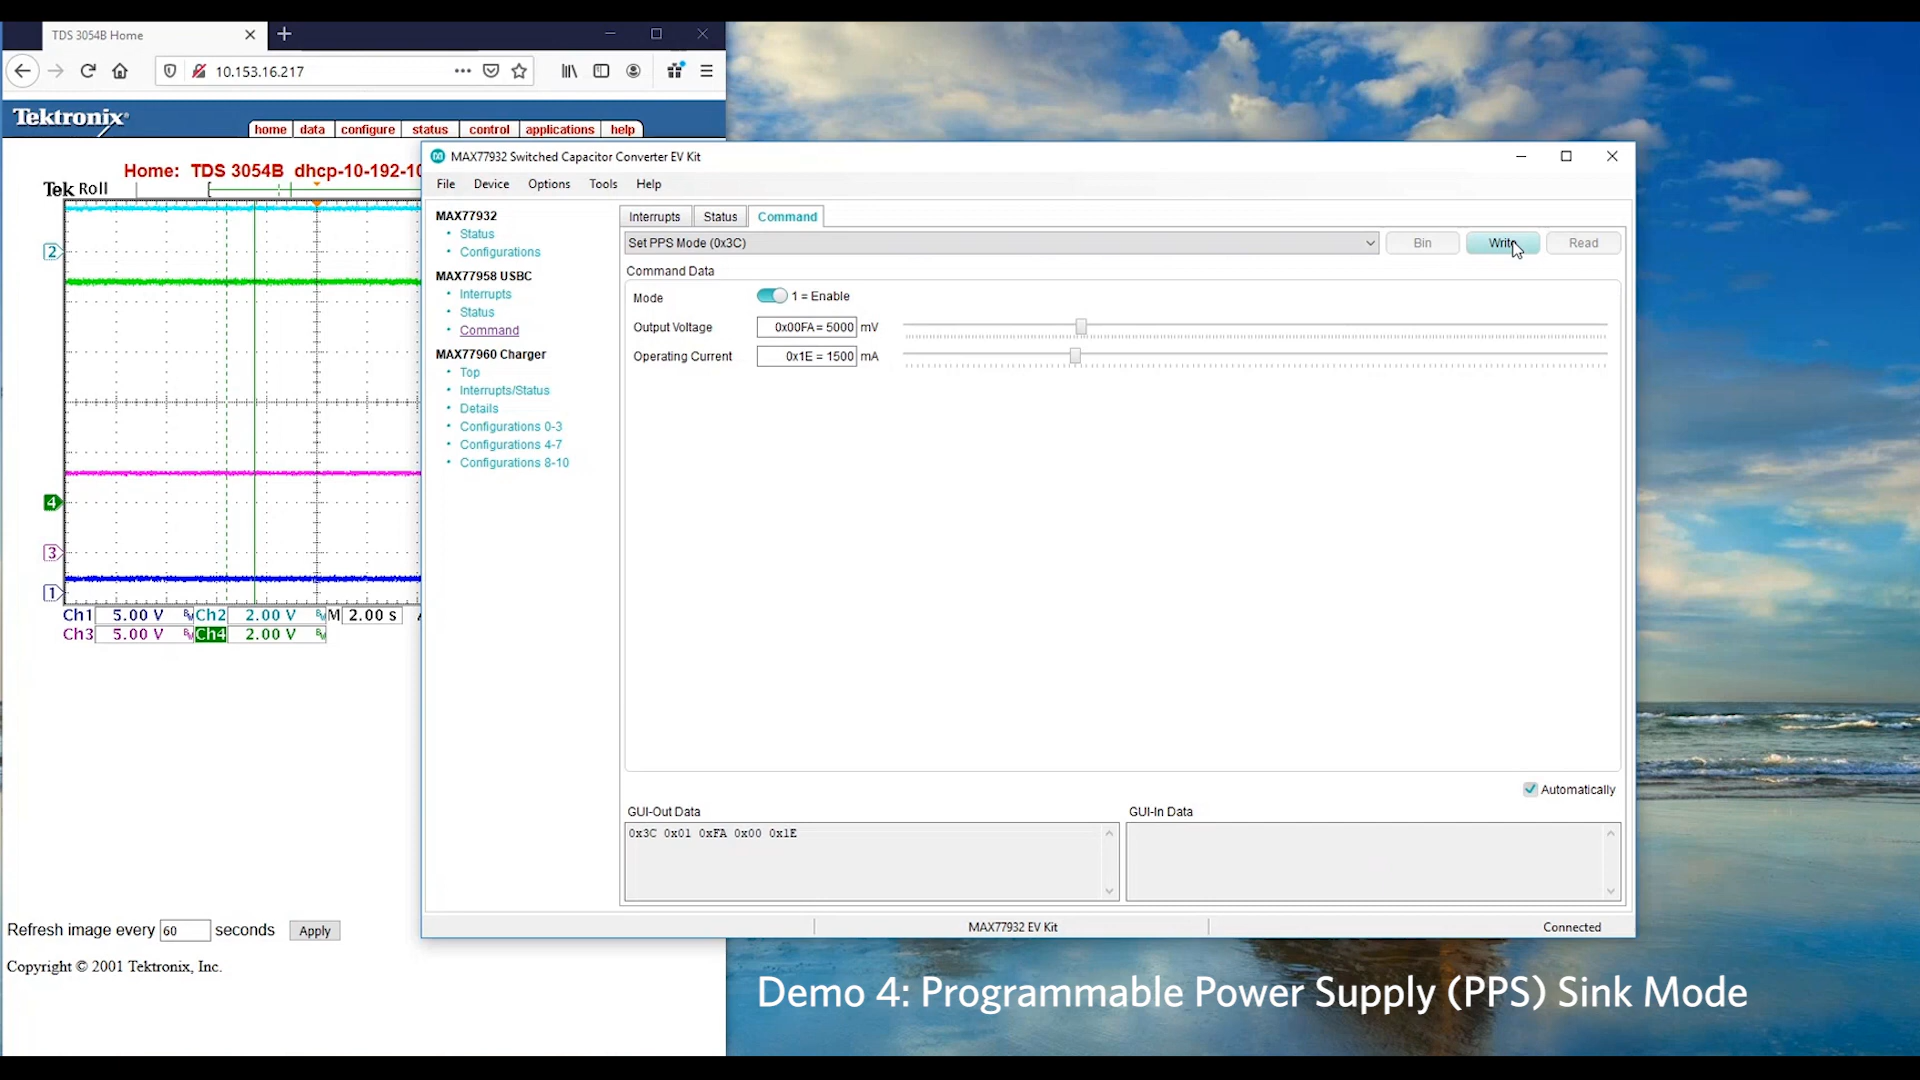 TDS 3054B Home
10.153.16.217
Tektronix
home data configure status control applications help
Home: TDS 3054B dhcp-10-192-10
Tek Roll
2
4
3
1
Ch1 5.00 V Ch2 2.00 V M 2.00 s
Ch3 5.00 V Ch4 2.00 V
Refresh image every 60 seconds Apply
Copyright © 2001 Tektronix, Inc.
MAX77932 Switched Capacitor Converter EV Kit
File Device Options Tools Help
MAX77932
Status
Configurations
MAX77958 USBC
Interrupts
Status
Command
MAX77960 Charger
Top
Interrupts/Status
Details
Configurations 0-3
Configurations 4-7
Configurations 8-10
Interrupts Status Command
Set PPS Mode (0x3C) Bin Write Read
Command Data
Mode 1 = Enable
Output Voltage 0x00FA = 5000 mV
Operating Current 0x1E = 1500 mA
Automatically
GUI-Out Data GUI-In Data
0x3C 0x01 0xFA 0x00 0x1E
MAX77932 EV Kit Connected
Demo 4: Programmable Power Supply (PPS) Sink Mode